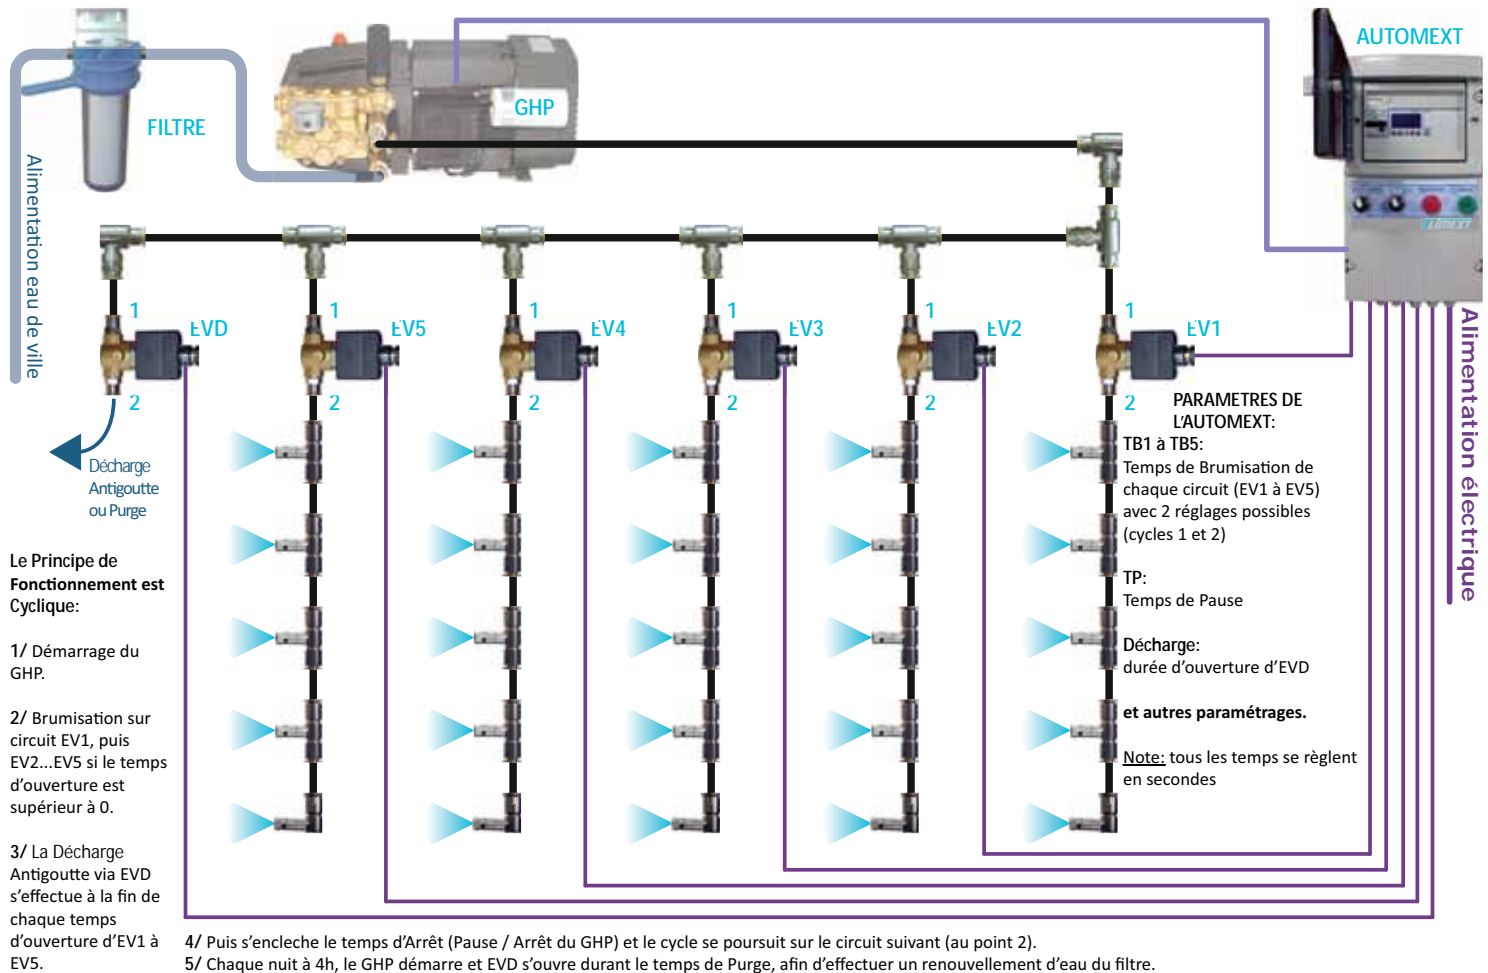 AUTOMEXT
GHP
FILTRE
Alimentation eau de ville
1
EVD
1
EV5
1
EV4
1
EV3
1
EV2
1
EV1
2
2
2
2
2
2
Décharge
Antigoutte
ou Purge
PARAMETRES DE
L'AUTOMEXT:
TB1 à TB5:
Temps de Brumisation de
chaque circuit (EV1 à EV5)
avec 2 réglages possibles
(cycles 1 et 2)
TP:
Temps de Pause
Décharge:
durée d'ouverture d'EVD
et autres paramétrages.
Note: tous les temps se règlent
en secondes
Alimentation électrique
Le Principe de
Fonctionnement est
Cyclique:
1/ Démarrage du
GHP.
2/ Brumisation sur
circuit EV1, puis
EV2...EV5 si le temps
d'ouverture est
supérieur à 0.
3/ La Décharge
Antigoutte via EVD
s'effectue à la fin de
chaque temps
d'ouverture d'EV1 à
EV5.
4/ Puis s'encleche le temps d'Arrêt (Pause / Arrêt du GHP) et le cycle se poursuit sur le circuit suivant (au point 2).
5/ Chaque nuit à 4h, le GHP démarre et EVD s'ouvre durant le temps de Purge, afin d'effectuer un renouvellement d'eau du filtre.